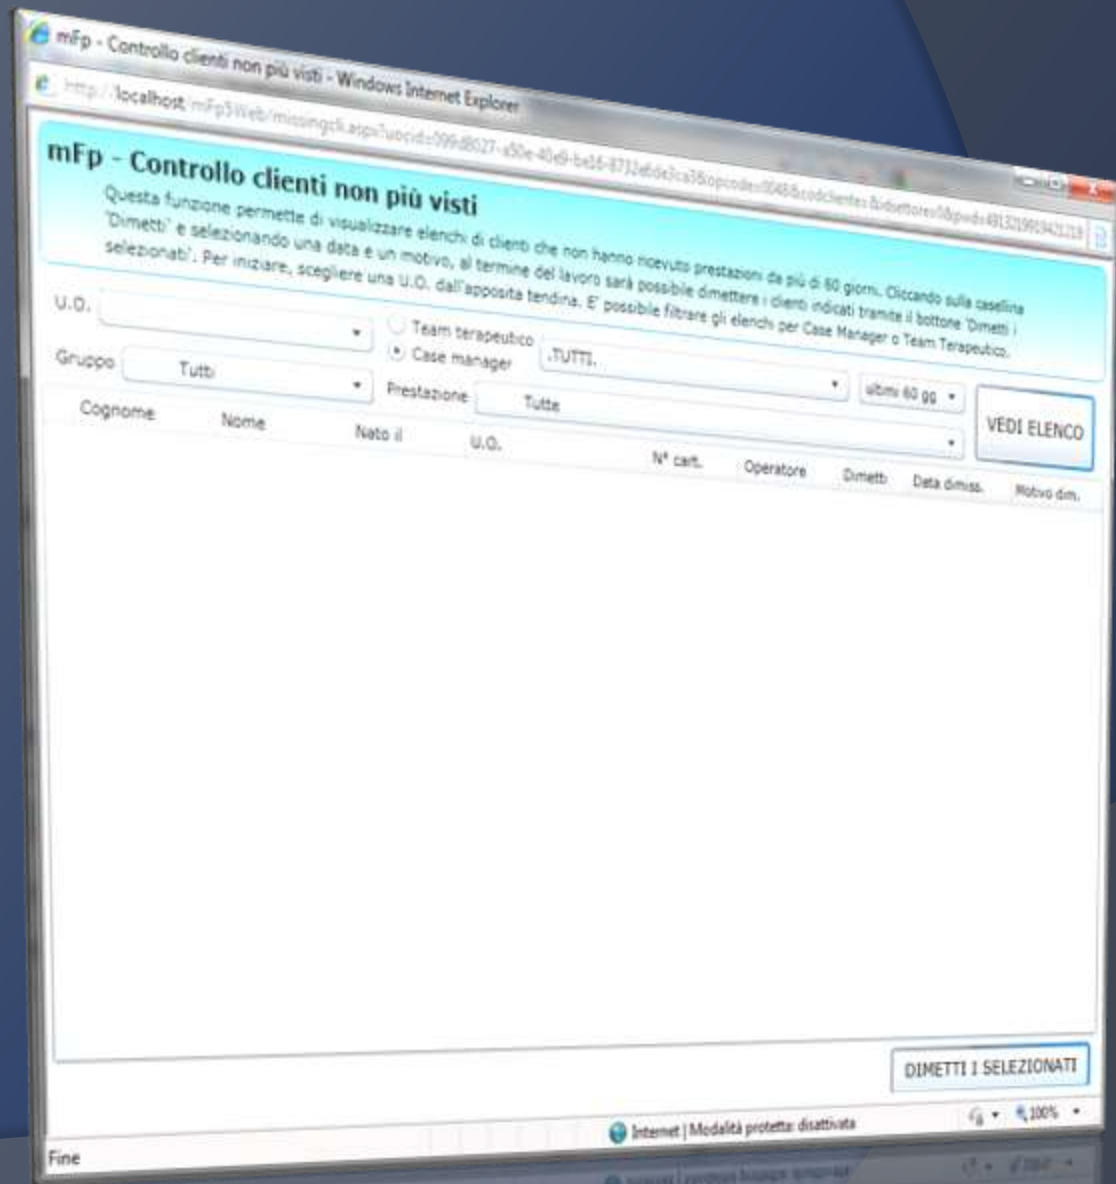 mFp - Controllo clienti non più visti - Windows Internet Explorer
http://localhost/mFp5Web/missingcli.aspx?uocid=
mFp - Controllo clienti non più visti
Questa funzione permette di visualizzare elenchi di clienti che non hanno ricevuto prestazioni da più di 60 giorni. Cliccando sulla casellina
'Dimetti' e selezionando una data e un motivo, al termine del lavoro sarà possibile dimettere i clienti indicati tramite il bottone 'Dimetti i
selezionati'. Per iniziare, scegliere una U.O. dall'apposita tendina. E' possibile filtrare gli elenchi per Case Manager o Team Terapeutico.
U.O. Team terapeutico
Case manager .TUTTI. ultimi 60 gg
Gruppo Tutti Prestazione Tutte VEDI ELENCO
Cognome Nome Nato il U.O. N° cart. Operatore Dimetti Data dimiss. Motivo dim.
DIMETTI I SELEZIONATI
Fine Internet | Modalità protetta: disattivata 100%